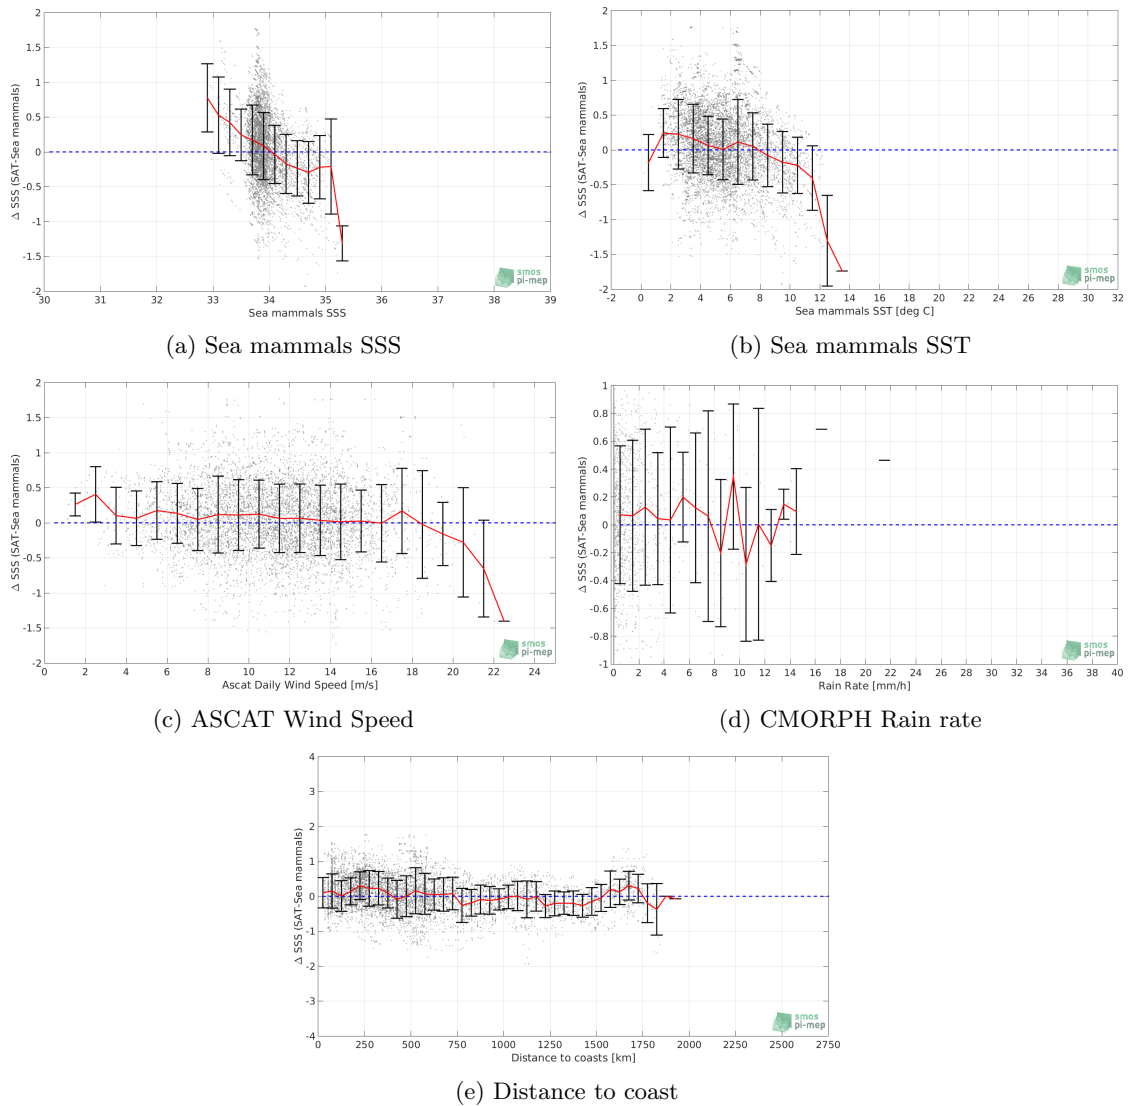 2
1.5
1
0.5
0
-0.5
-1
-1.5
-2
Δ SSS (SAT-Sea mammals)
30 31 32 33 34 35 36 37 38 39
Sea mammals SSS
smos
pi-mep
(a) Sea mammals SSS
2
1.5
1
0.5
0
-0.5
-1
-1.5
-2
Δ SSS (SAT-Sea mammals)
-2 0 2 4 6 8 10 12 14 16 18 20 22 24 26 28 30 32
Sea mammals SST [deg C]
smos
pi-mep
(b) Sea mammals SST
2
1.5
1
0.5
0
-0.5
-1
-1.5
-2
Δ SSS (SAT-Sea mammals)
2 4 6 8 10 12 14 16 18 20 22 24
Ascat Daily Wind Speed [m/s]
smos
pi-mep
(c) ASCAT Wind Speed
1
0.8
0.6
0.4
0.2
0
-0.2
-0.4
-0.6
-0.8
-1
Δ SSS (SAT-Sea mammals)
0 2 4 6 8 10 12 14 16 18 20 22 24 26 28 30 32 34 36 38 40
Rain Rate [mm/h]
smos
pi-mep
(d) CMORPH Rain rate
4
3
2
1
0
-1
-2
-3
-4
Δ SSS (SAT-Sea mammals)
0 250 500 750 1000 1250 1500 1750 2000 2250 2500 2750
Distance to coasts [km]
smos
pi-mep
(e) Distance to coast